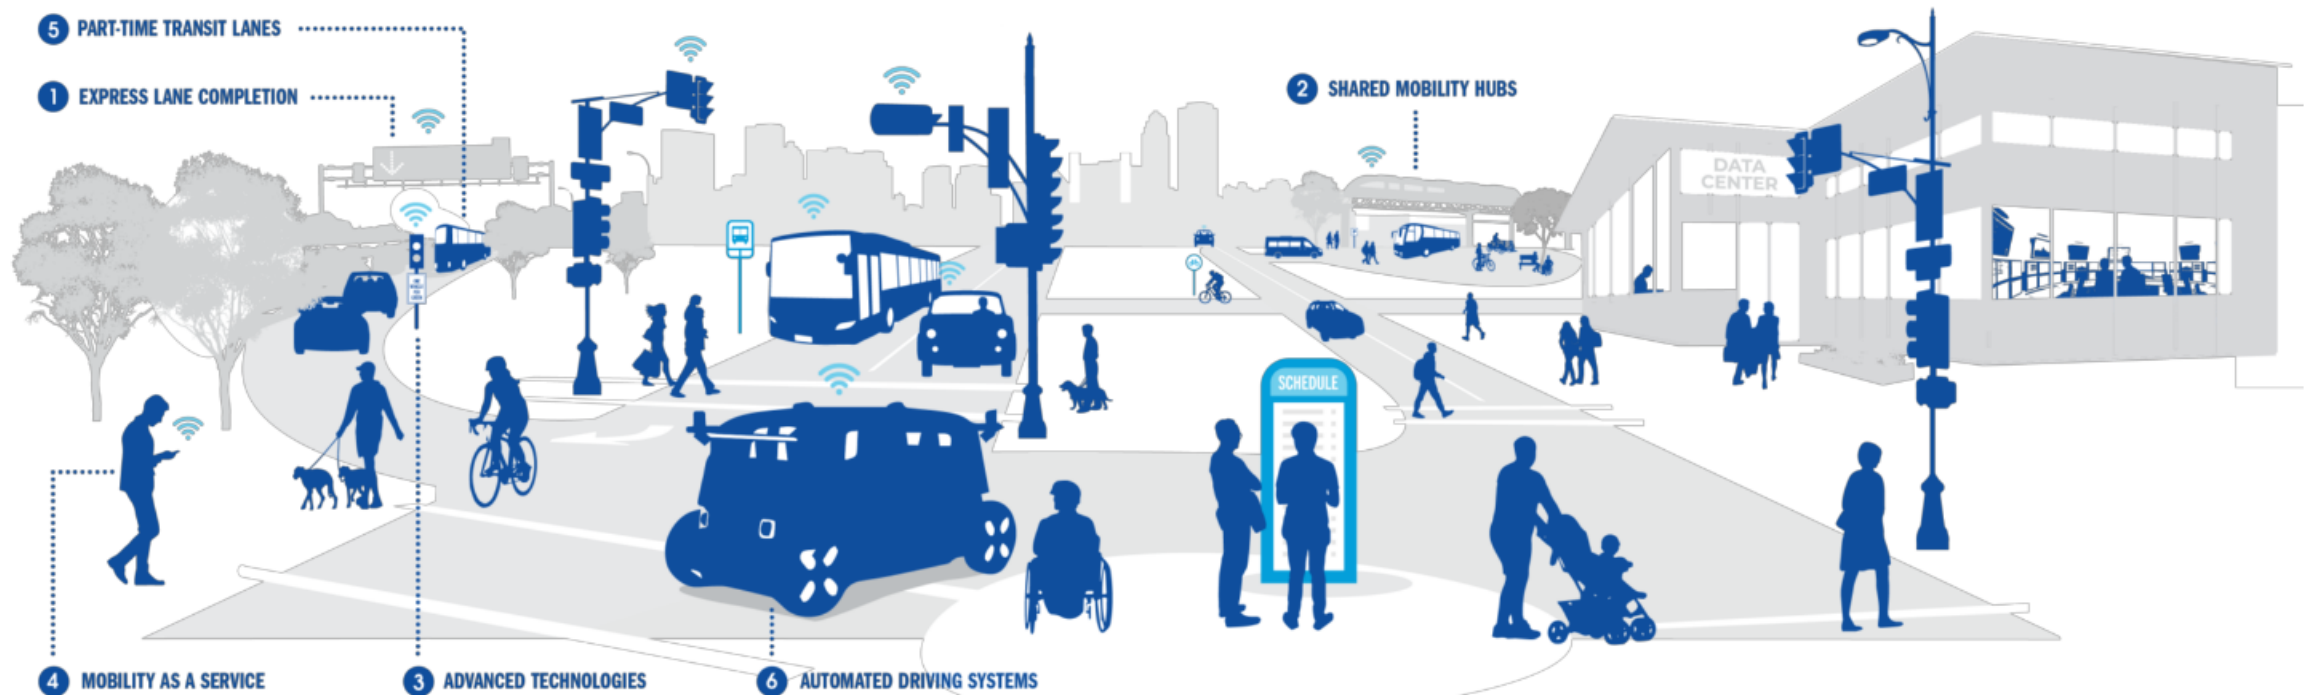 5 PART-TIME TRANSIT LANES
1 EXPRESS LANE COMPLETION
2 SHARED MOBILITY HUBS
DATA
CENTER
SCHEDULE
4 MOBILITY AS A SERVICE
3 ADVANCED TECHNOLOGIES
6 AUTOMATED DRIVING SYSTEMS